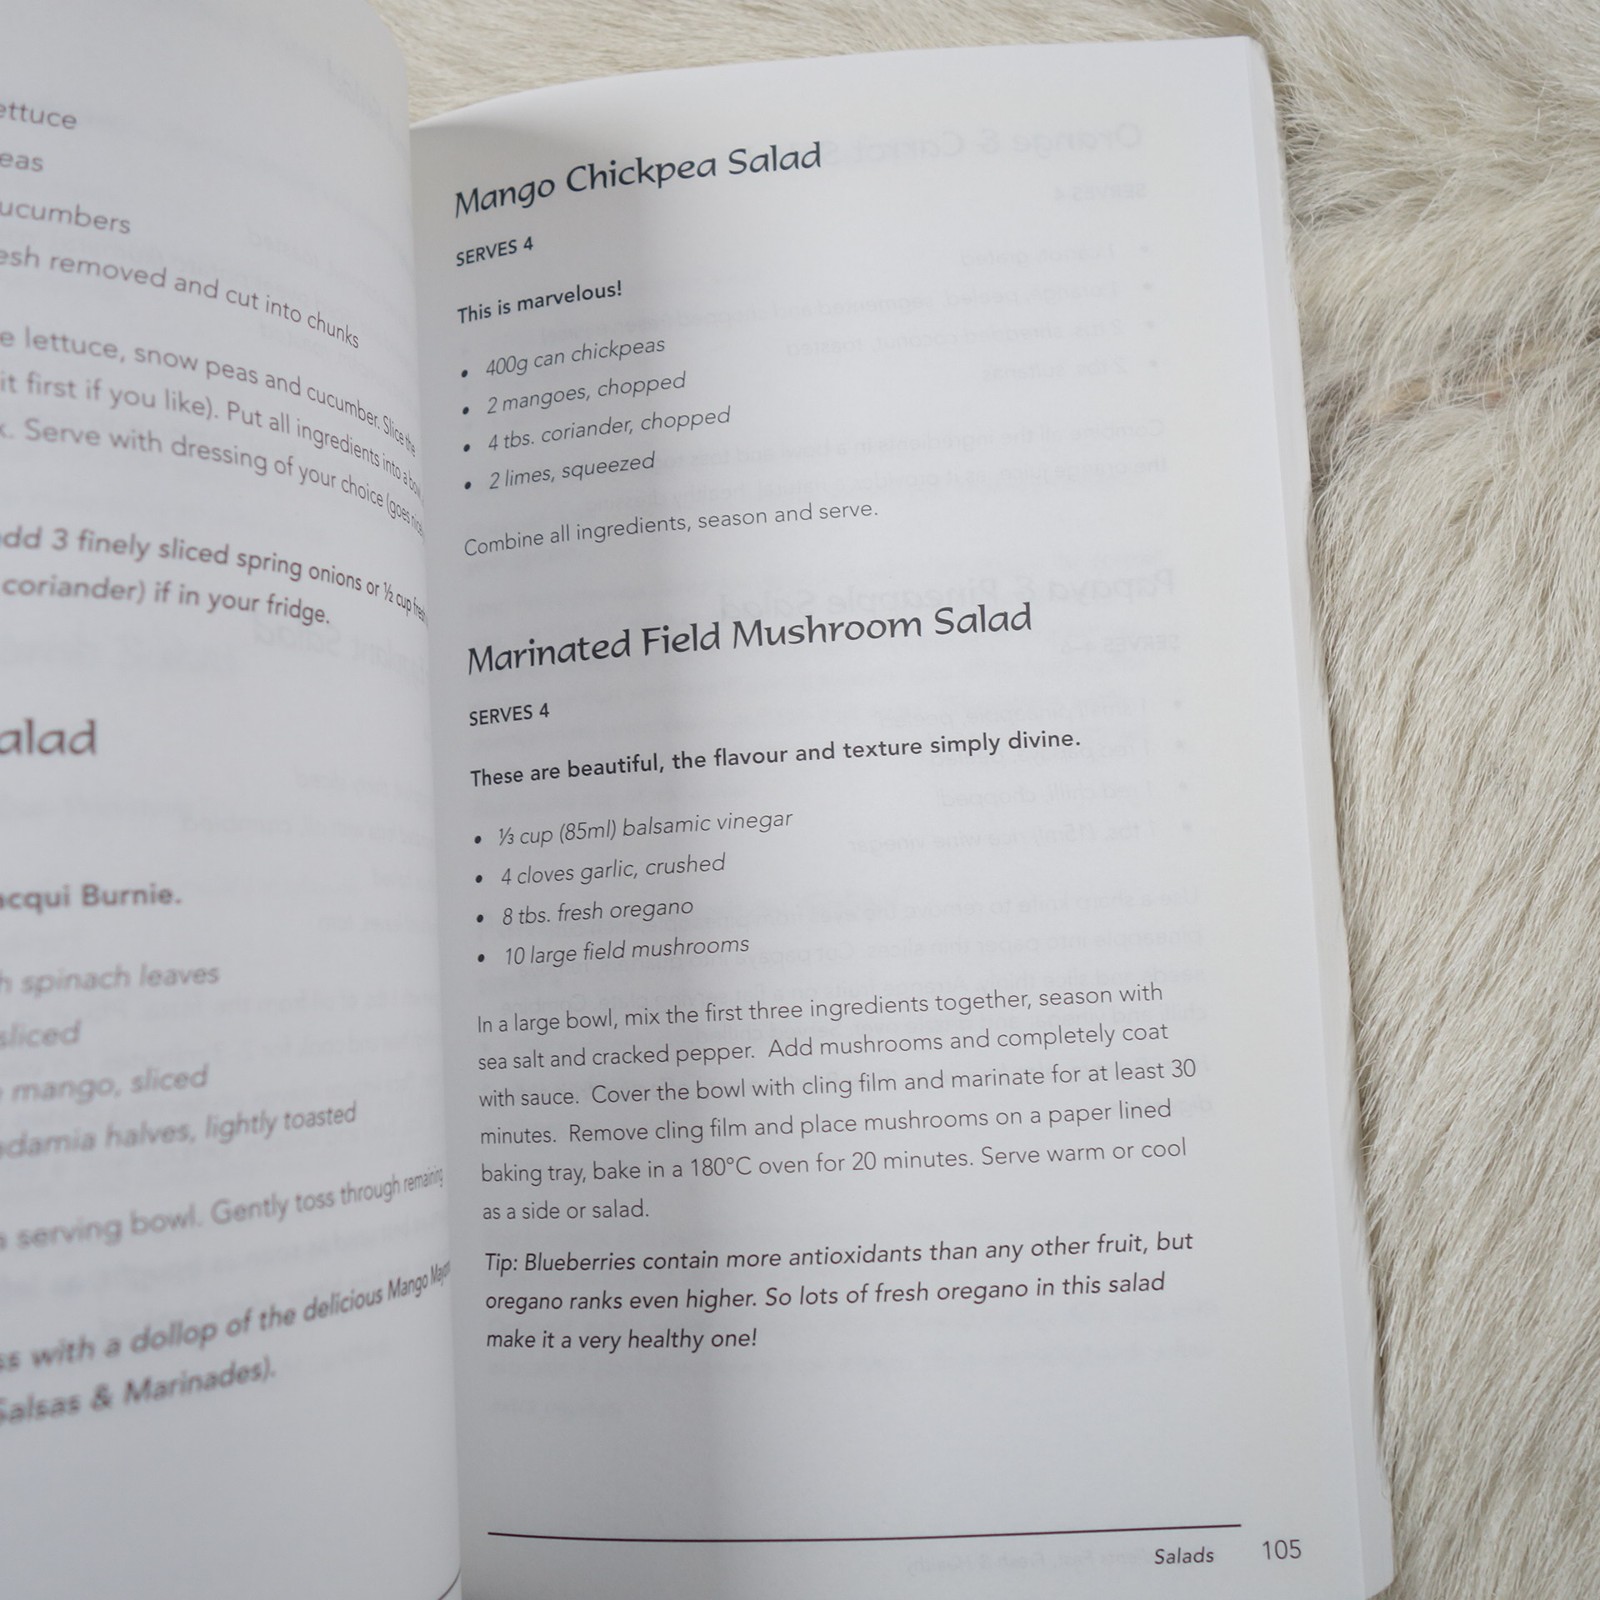 ettuce
eas
ucumbers
esh removed and cut into chunks
e lettuce, snow peas and cucumber. Slice the
it first if you like). Put all ingredients into a bowl
. Serve with dressing of your choice (goes nicely
add 3 finely sliced spring onions or ½ cup fresh
coriander) if in your fridge.
alad
acqui Burnie.
h spinach leaves
sliced
mango, sliced
adamia halves, lightly toasted
serving bowl. Gently toss through remaining
ss with a dollop of the delicious Mango Mayo
Salsas & Marinades).
Mango Chickpea Salad
SERVES 4
This is marvelous!
• 400g can chickpeas
• 2 mangoes, chopped
• 4 tbs. coriander, chopped
• 2 limes, squeezed
Combine all ingredients, season and serve.
Marinated Field Mushroom Salad
SERVES 4
These are beautiful, the flavour and texture simply divine.
• ⅓ cup (85ml) balsamic vinegar
• 4 cloves garlic, crushed
• 8 tbs. fresh oregano
• 10 large field mushrooms
In a large bowl, mix the first three ingredients together, season with
sea salt and cracked pepper. Add mushrooms and completely coat
with sauce. Cover the bowl with cling film and marinate for at least 30
minutes. Remove cling film and place mushrooms on a paper lined
baking tray, bake in a 180°C oven for 20 minutes. Serve warm or cool
as a side or salad.
Tip: Blueberries contain more antioxidants than any other fruit, but
oregano ranks even higher. So lots of fresh oregano in this salad
make it a very healthy one!
Salads 105